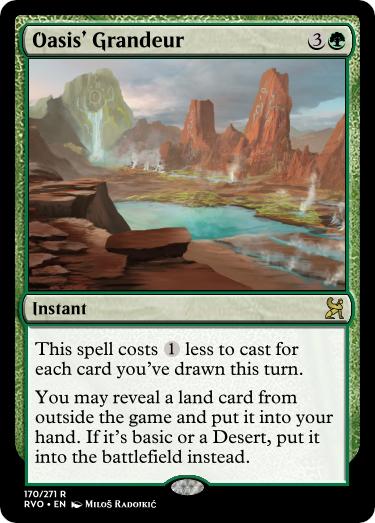 Oasis’ Grandeur 3
Instant
This spell costs 1 less to cast for
each card you’ve drawn this turn.
You may reveal a land card from
outside the game and put it into your
hand. If it’s basic or a Desert, put it
into the battlefield instead.
170/271 R
RVO • EN Miloš Radojkić